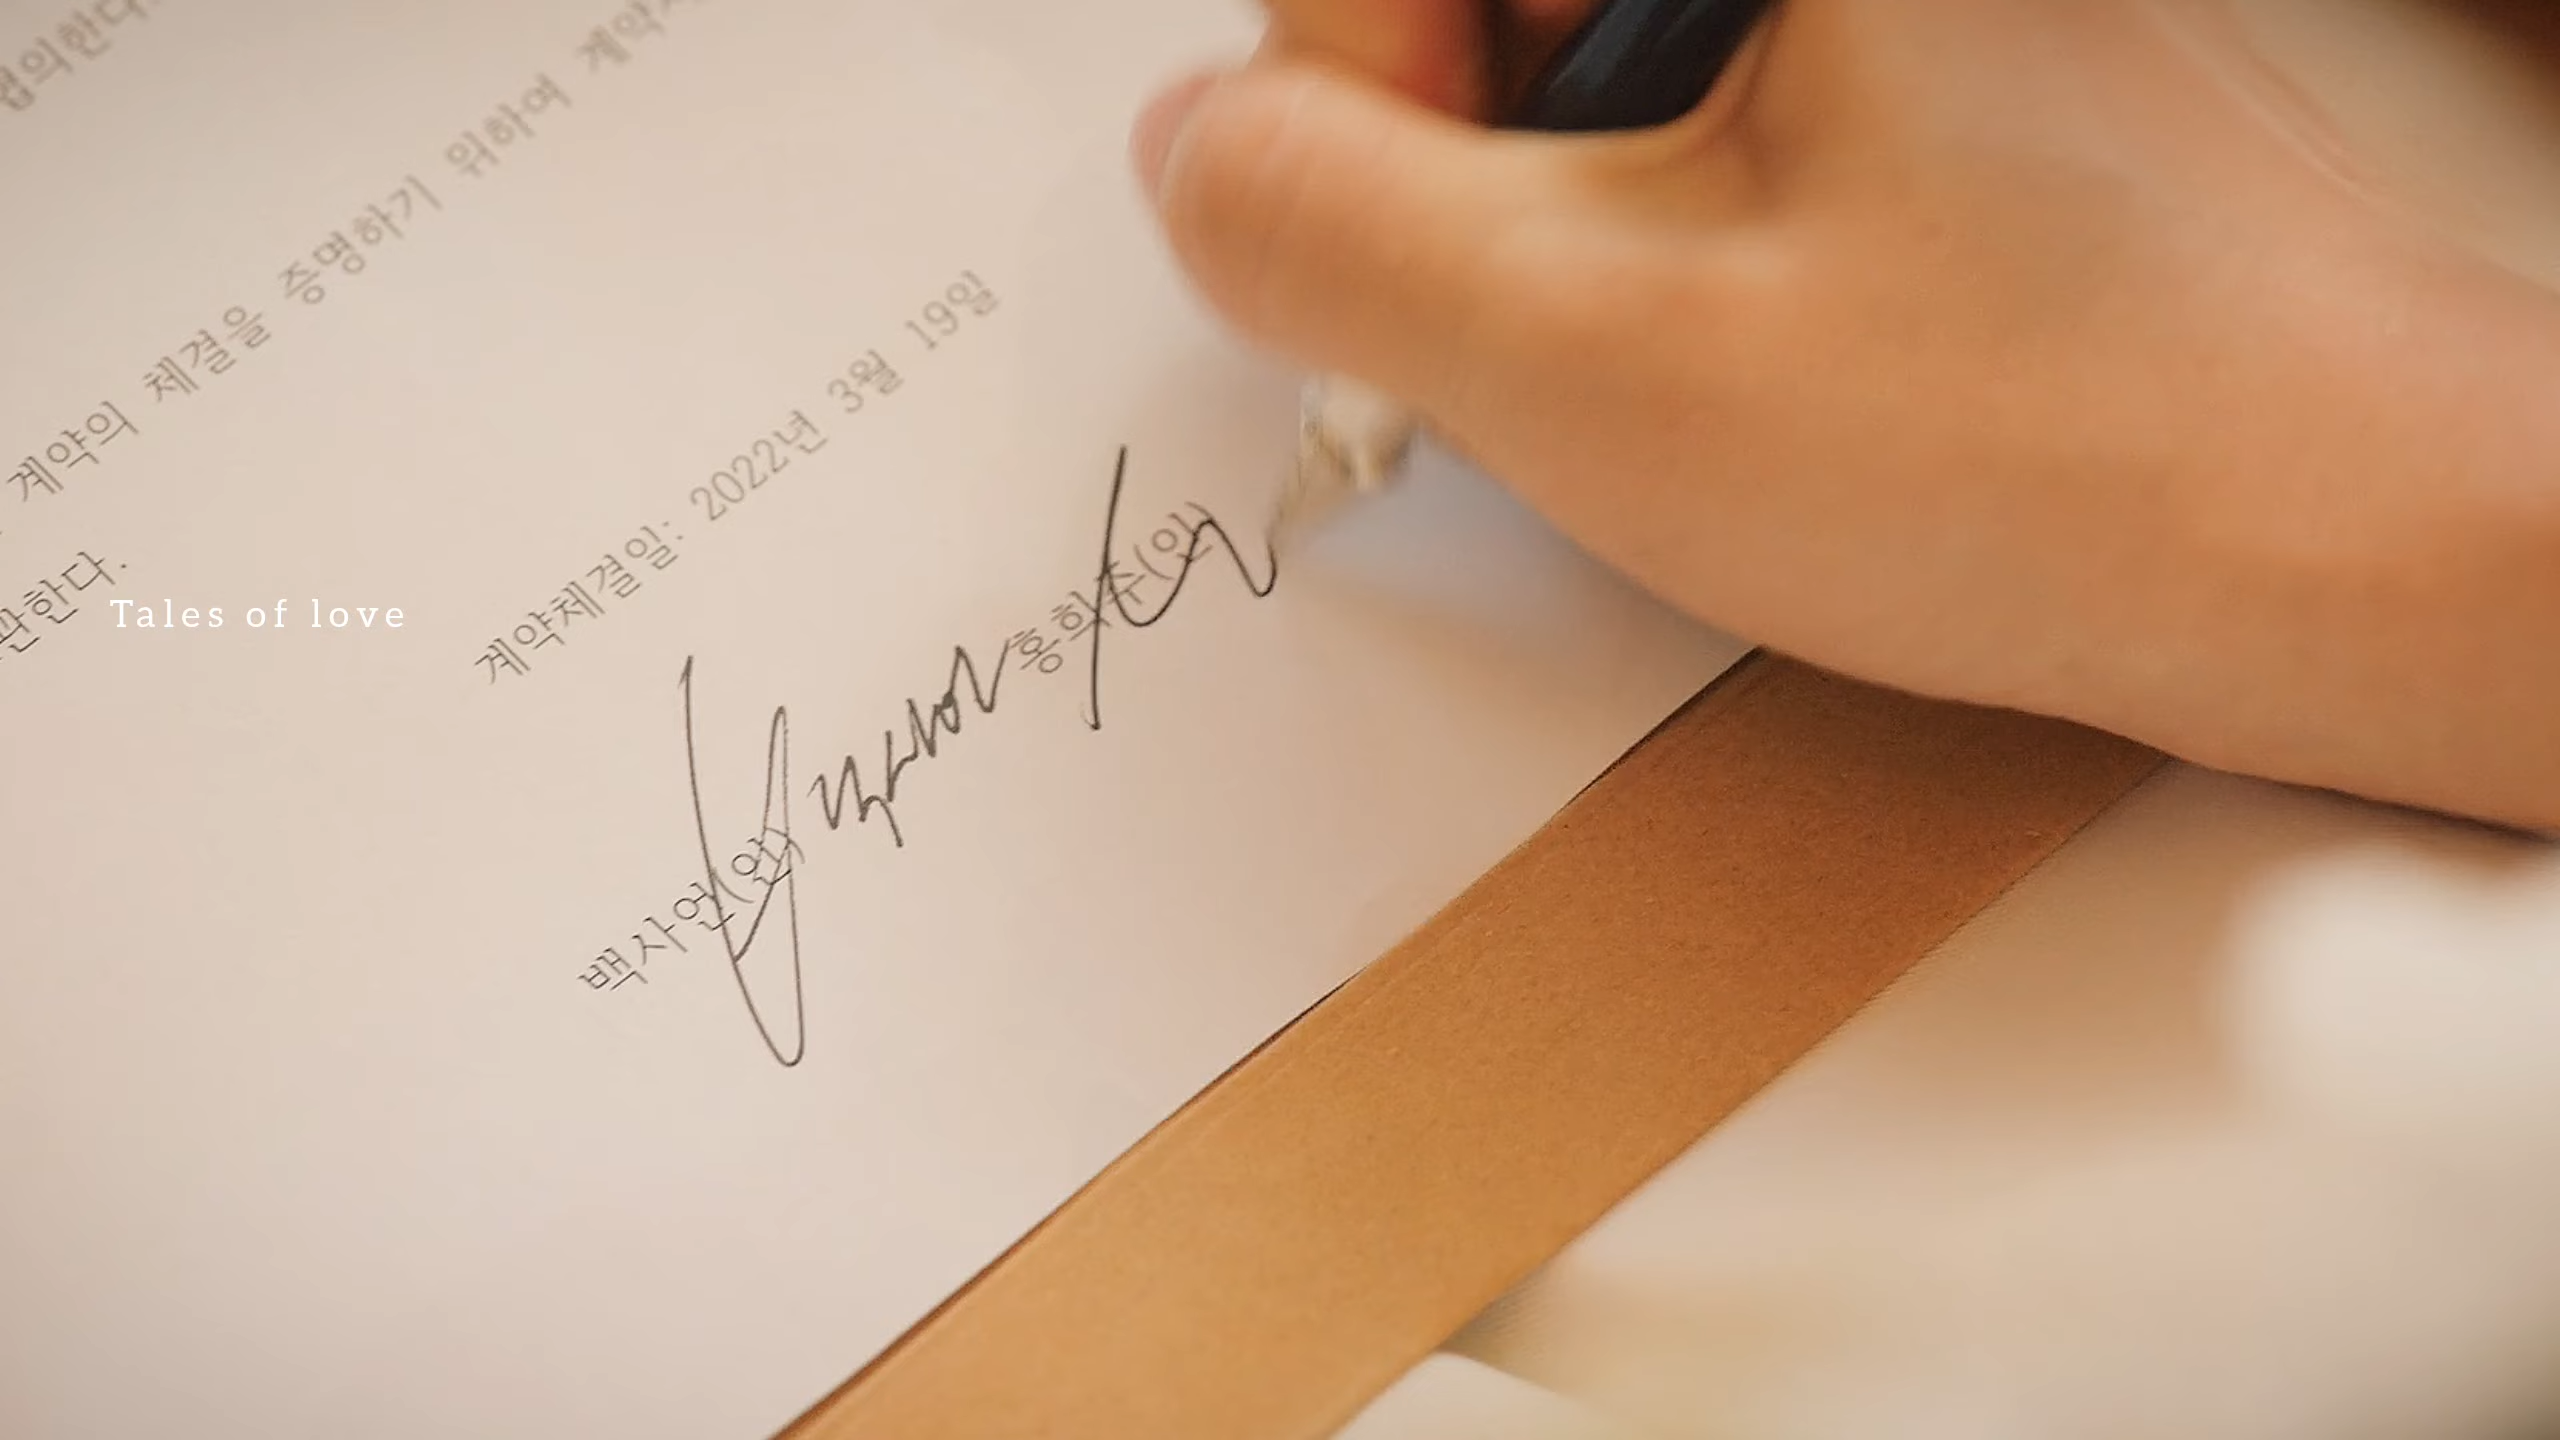 협의한다.
계약의 체결을 증명하기 위하여 계약서
판한다.
Tales of love
계약체결일: 2022년 3월 19일
홍희주(인)
백사언(인)